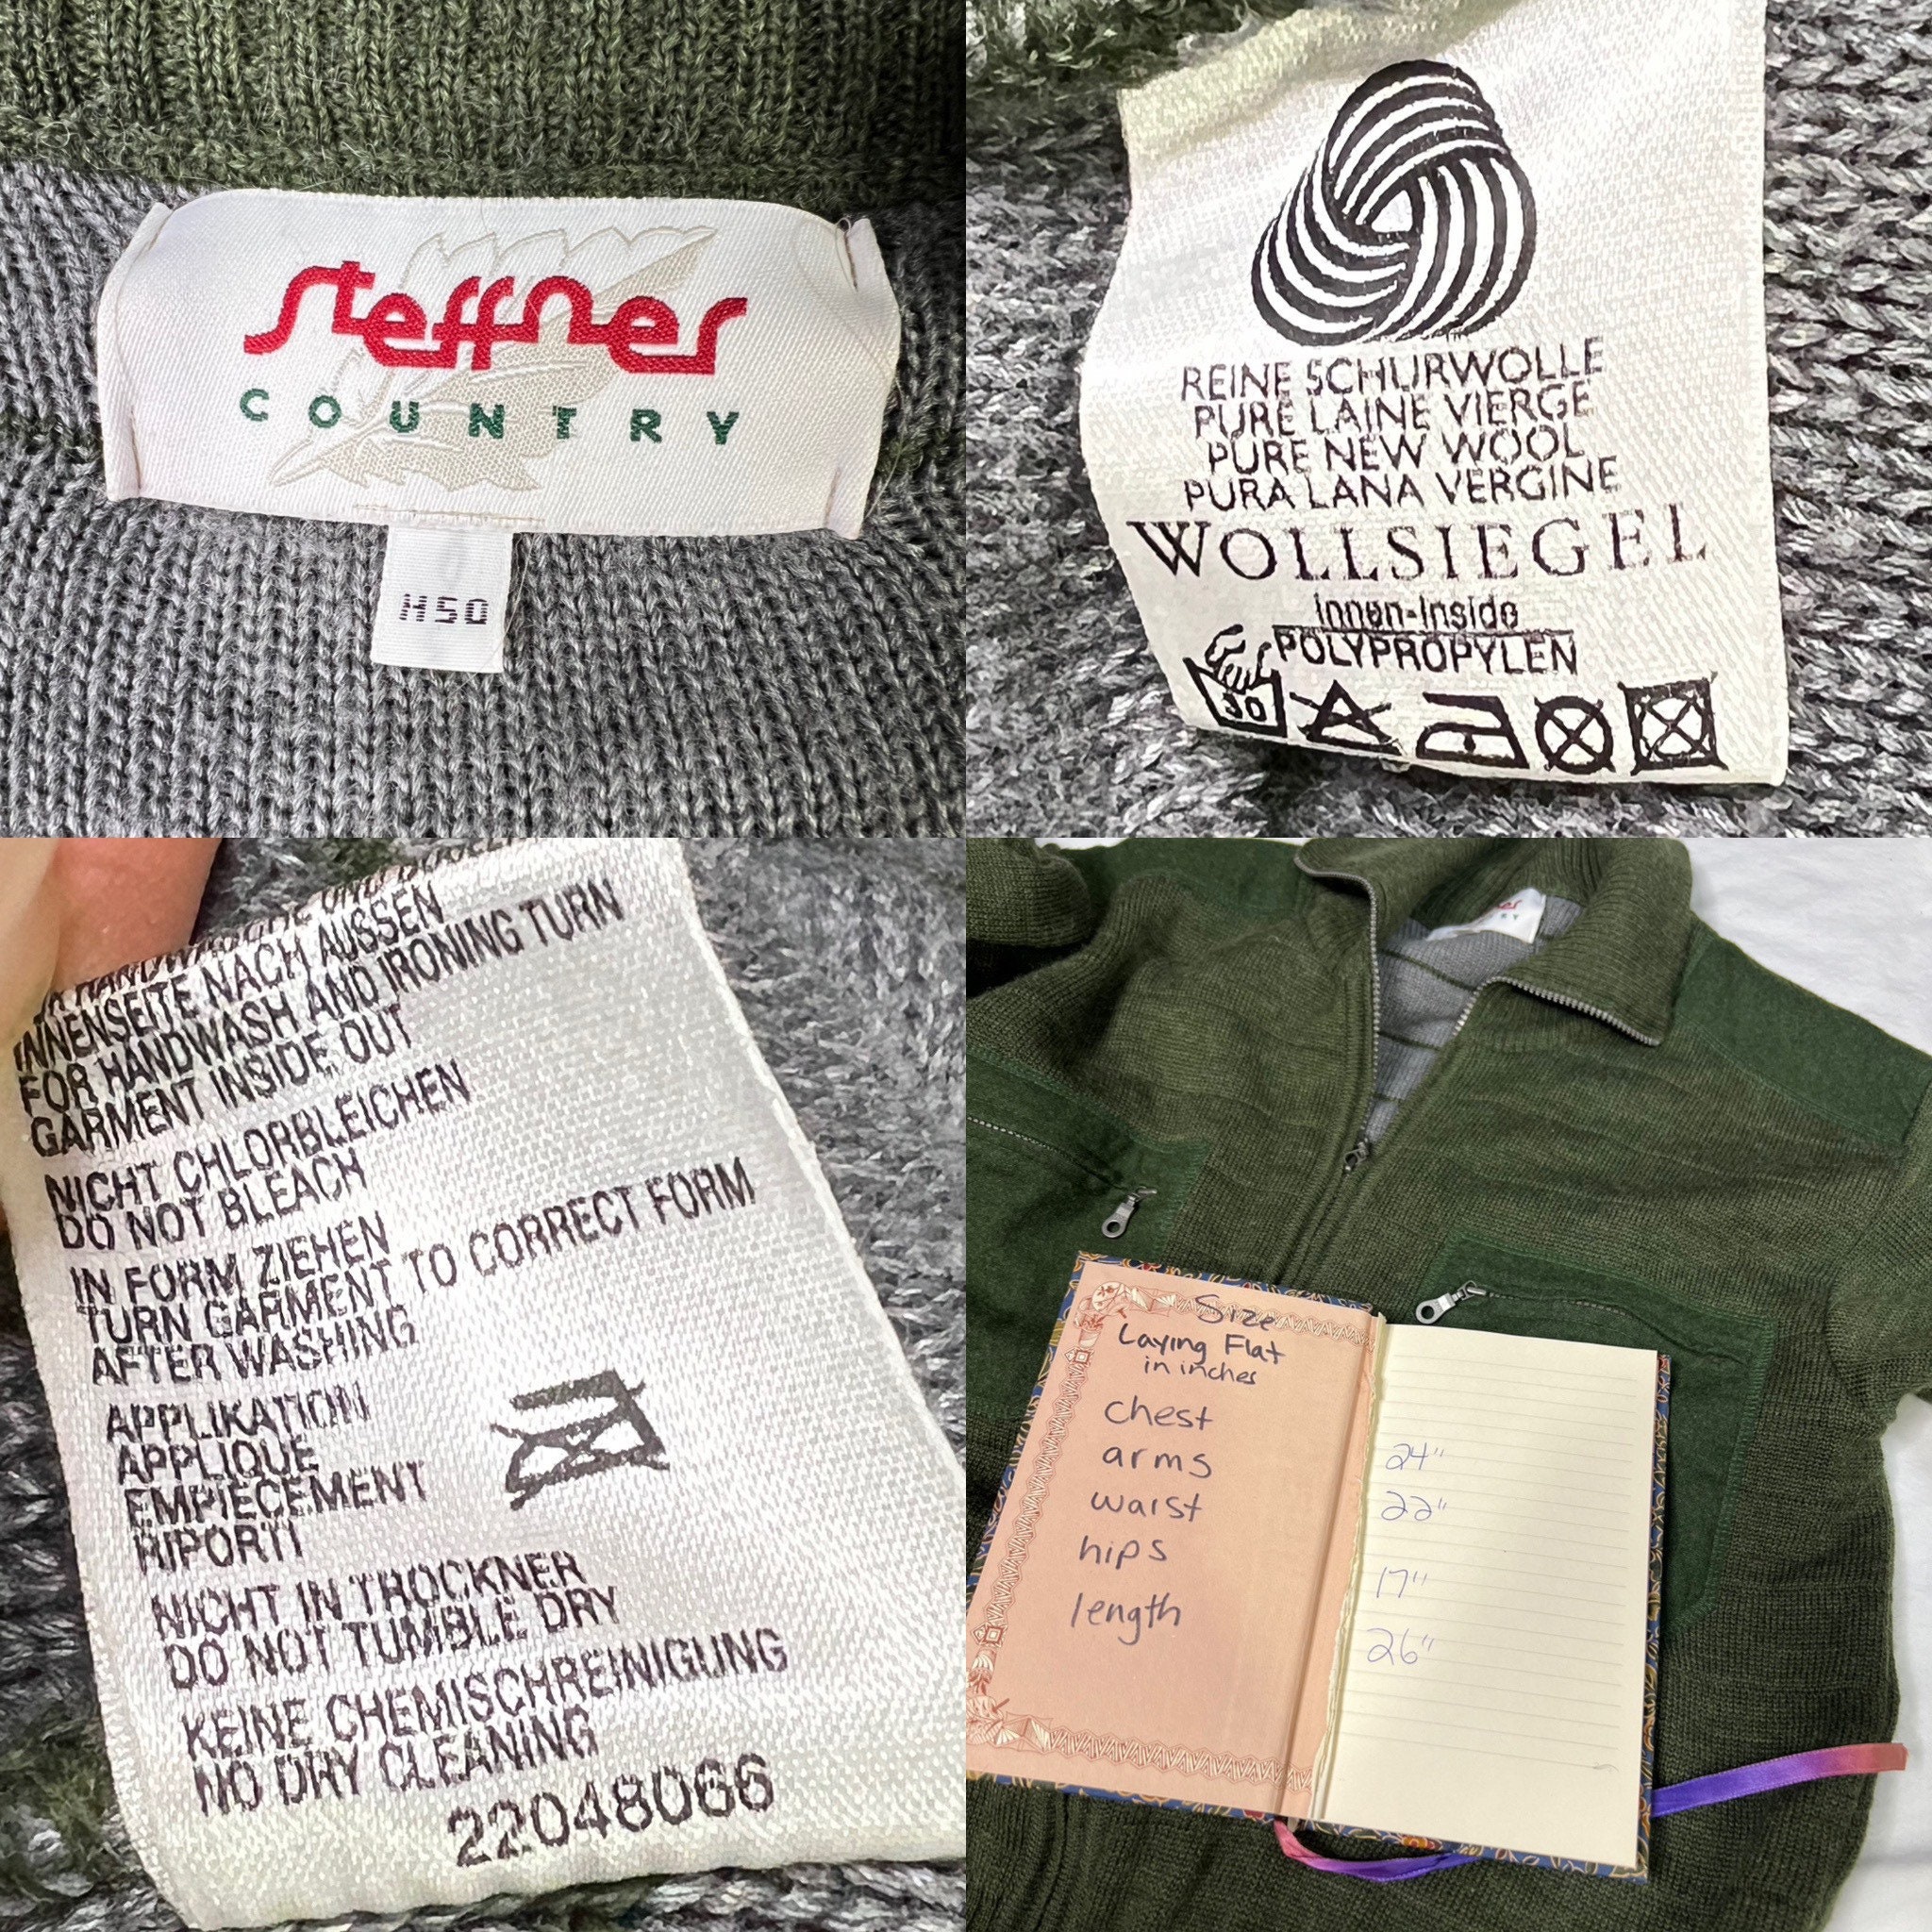 steffner
COUNTRY
H50
REINE SCHURWOLLE
PURE LAINE VIERGE
PURE NEW WOOL
PURA LANA VERGINE
WOLLSIEGEL
innen-inside
POLYPROPYLEN
30
HANDWÄSCHE UND BÜGELN
NACH AUSSEN
INNENSEITE
FOR HANDWASH AND IRONING TURN
GARMENT INSIDE OUT
NICHT CHLORBLEICHEN
DO NOT BLEACH
IN FORM ZIEHEN
TURN GARMENT TO CORRECT FORM
AFTER WASHING
APPLIKATION
APPLIQUE
EMPIECEMENT
RIPORTI
NICHT IN TROCKNER
DO NOT TUMBLE DRY
KEINE CHEMISCHREINIGUNG
NO DRY CLEANING
22048066
Size
Laying Flat
in inches
chest 24"
arms 22"
waist
hips 17"
length 26"